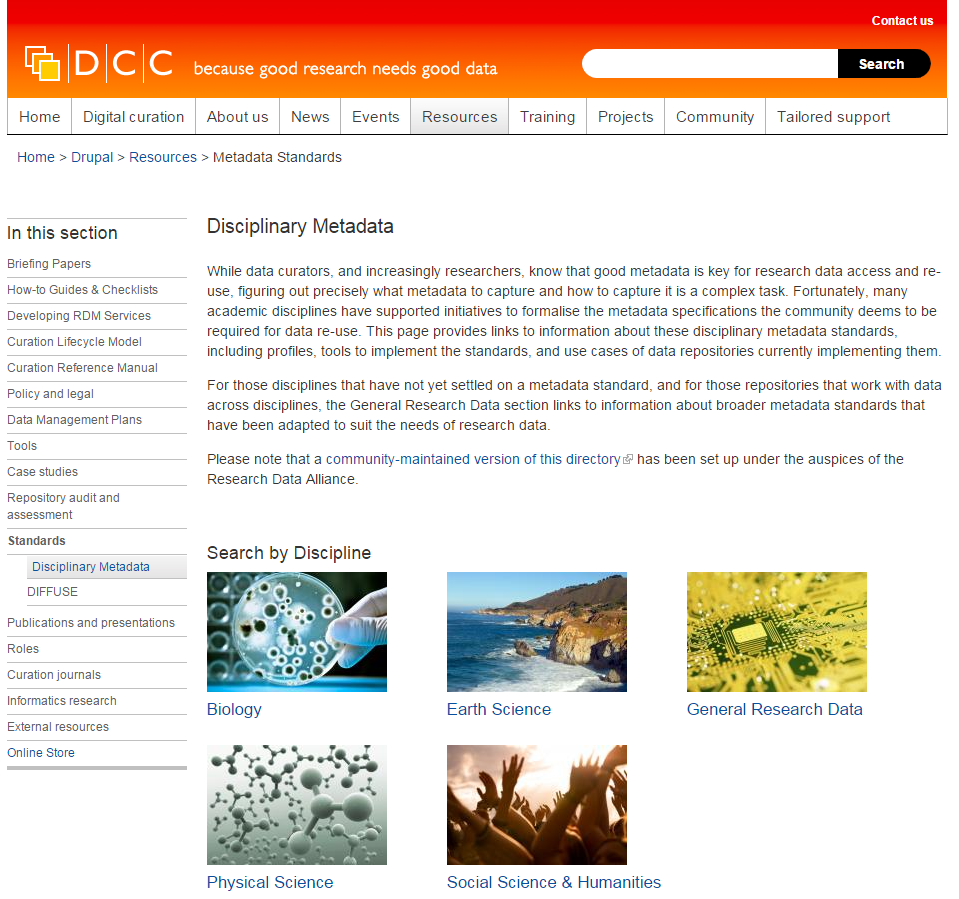 Contact us
DCC
because good research needs good data
Search
Home
Digital curation
About us
News
Events
Resources
Training
Projects
Community
Tailored support
Home > Drupal > Resources > Metadata Standards
In this section
Briefing Papers
How-to Guides & Checklists
Developing RDM Services
Curation Lifecycle Model
Curation Reference Manual
Policy and legal
Data Management Plans
Tools
Case studies
Repository audit and
assessment
Standards
Disciplinary Metadata
DIFFUSE
Publications and presentations
Roles
Curation journals
Informatics research
External resources
Online Store
Disciplinary Metadata
While data curators, and increasingly researchers, know that good metadata is key for research data access and re-
use, figuring out precisely what metadata to capture and how to capture it is a complex task. Fortunately, many
academic disciplines have supported initiatives to formalise the metadata specifications the community deems to be
required for data re-use. This page provides links to information about these disciplinary metadata standards,
including profiles, tools to implement the standards, and use cases of data repositories currently implementing them.
For those disciplines that have not yet settled on a metadata standard, and for those repositories that work with data
across disciplines, the General Research Data section links to information about broader metadata standards that
have been adapted to suit the needs of research data.
Please note that a community-maintained version of this directory has been set up under the auspices of the
Research Data Alliance.
Search by Discipline
Biology
Earth Science
General Research Data
Physical Science
Social Science & Humanities